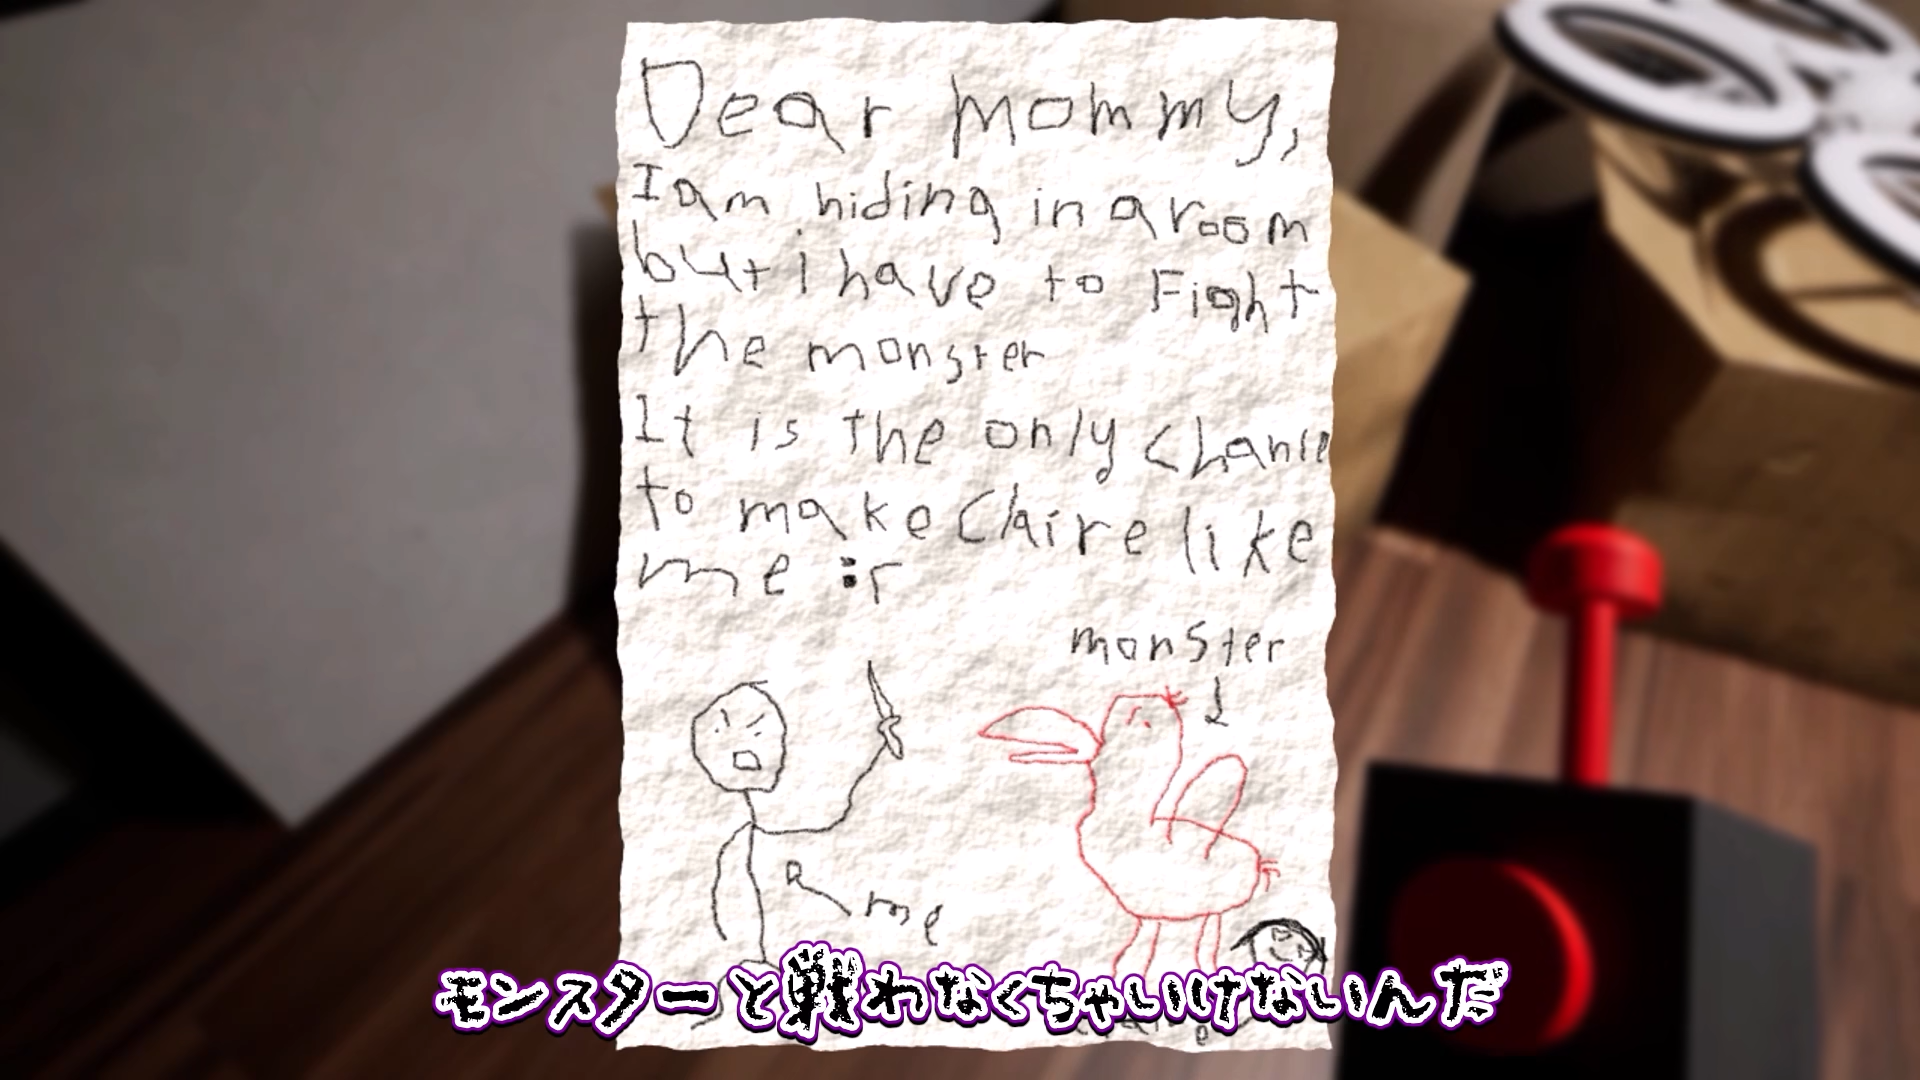 Dear Mommy,
I am hiding in a room
but i have to Fight
the monster
It is the only chance
to make Claire like
me :r
monster
me
モンスターと戦わなくちゃいけないんだ